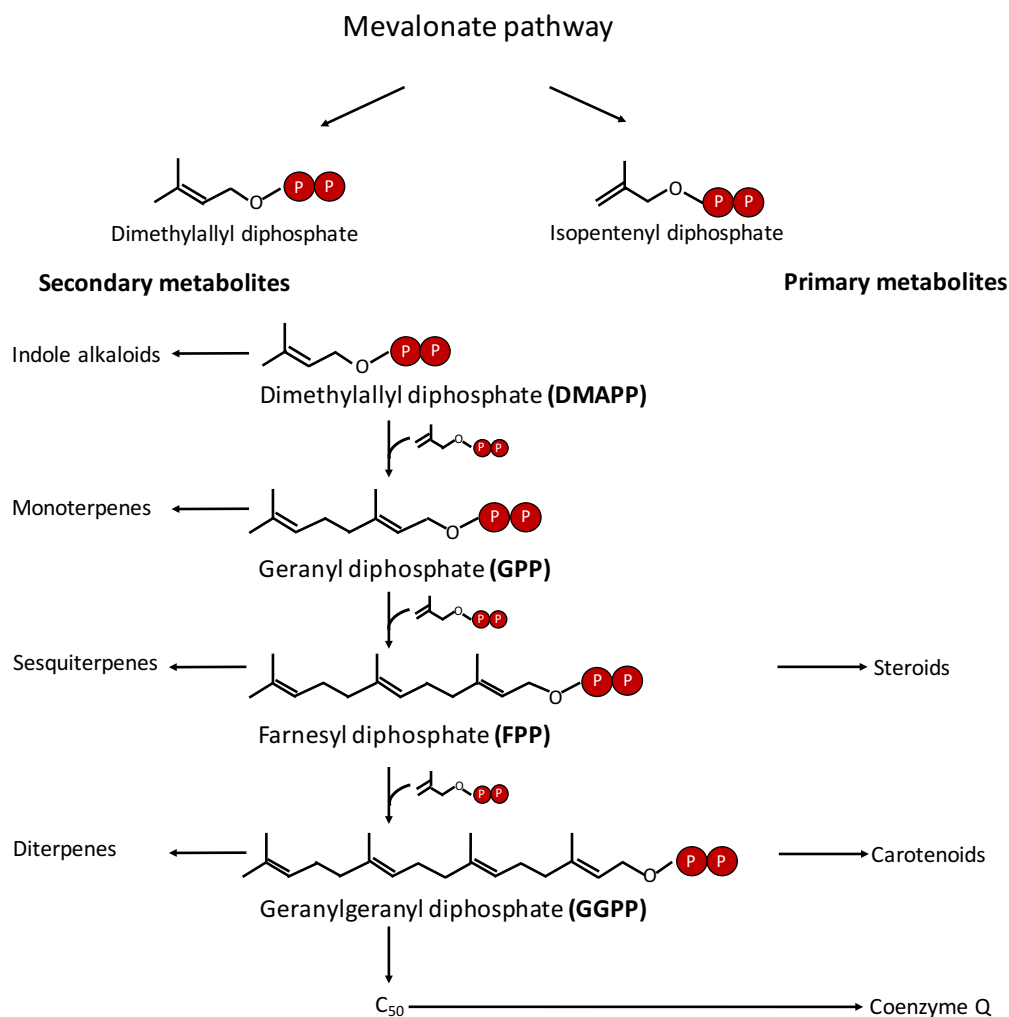 Mevalonate pathway
O P P
O P P
Dimethylallyl diphosphate
Isopentenyl diphosphate
Secondary metabolites
Primary metabolites
Indole alkaloids
O P P
Dimethylallyl diphosphate (DMAPP)
O P P
Monoterpenes
O P P
Geranyl diphosphate (GPP)
O P P
Sesquiterpenes
O P P
Steroids
Farnesyl diphosphate (FPP)
O P P
Diterpenes
O P P
Carotenoids
Geranylgeranyl diphosphate (GGPP)
C50
Coenzyme Q